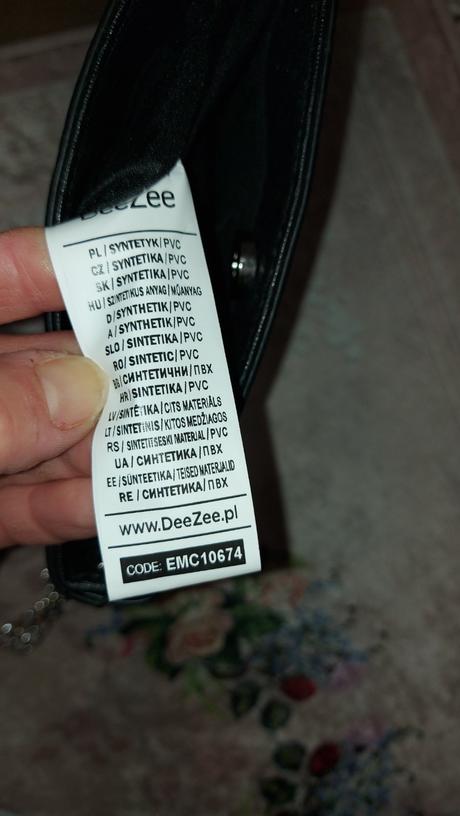 DeeZee
PL/SYNTETYK/PVC
CZ/SYNTETIKA/PVC
SK/SYNTETIKA/PVC
HU/SZINTETIKUS ANYAG/MŰANYAG
D/SYNTHETIK/PVC
A/SYNTHETIK/PVC
SLO/SINTETIKA/PVC
RO/SINTETIC/PVC
BG/СИНТЕТИЧНИ/ПВХ
HR/SINTETIKA/PVC
LV/SINTĒTIKA/CITS MATERIĀLS
LT/SINTETINIS/KITOS MEDŽIAGOS
RS/SINTETITSESKI MATERIJAL/PVC
UA/СИНТЕТИКА/ПВХ
EE/SÜNTEETIKA/TEISED MATERJALID
RE/СИНТЕТИКА/ПВХ
www.DeeZee.pl
CODE: EMC10674